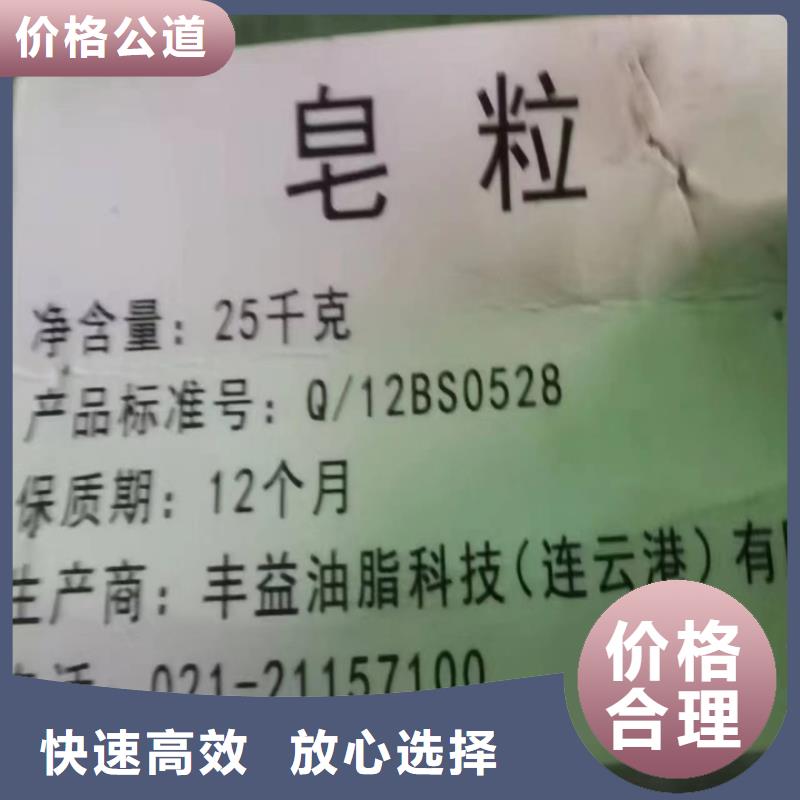 价格公道
皂粒
净含量：25千克
产品标准号：Q/12BS0528
保质期：12个月
生产商：丰益油脂科技(连云港)有
021-21157100
价格
合理
快速高效 放心选择